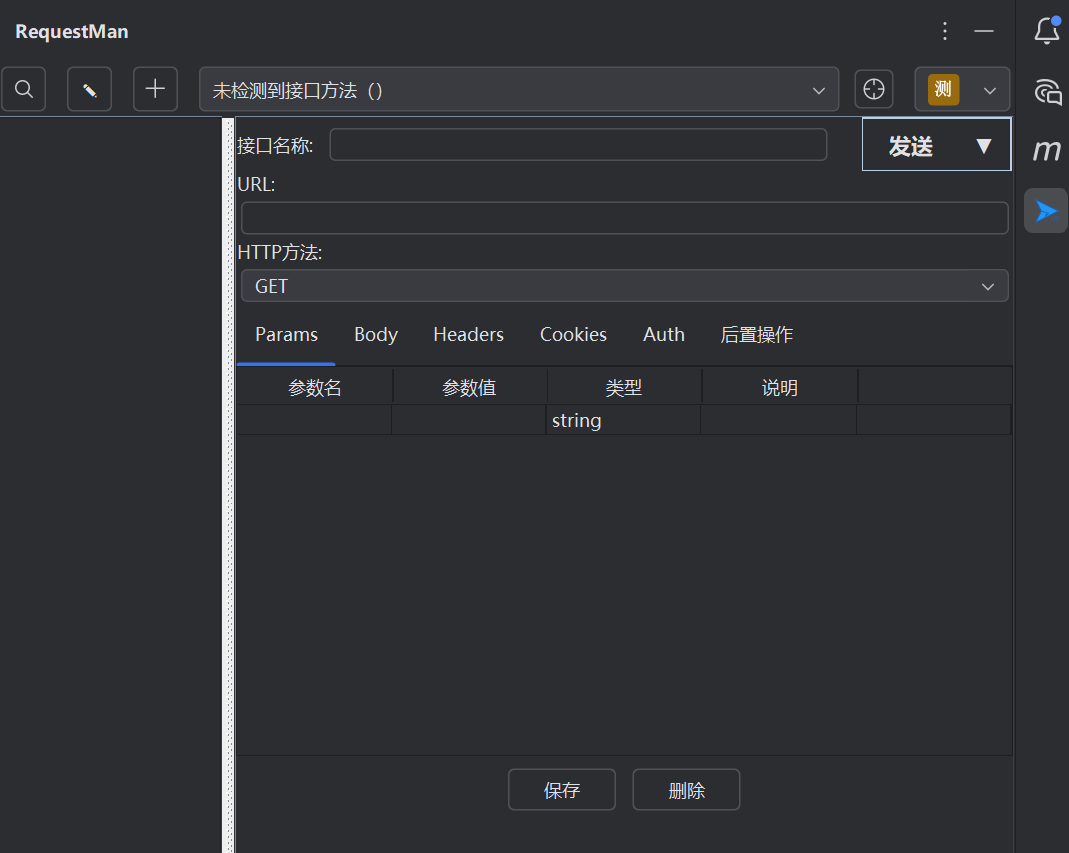 RequestMan
未检测到接口方法（）
测
接口名称:
发送 ▼
URL:
HTTP方法:
GET
Params Body Headers Cookies Auth 后置操作
参数名 参数值 类型 说明
string
保存 删除
m